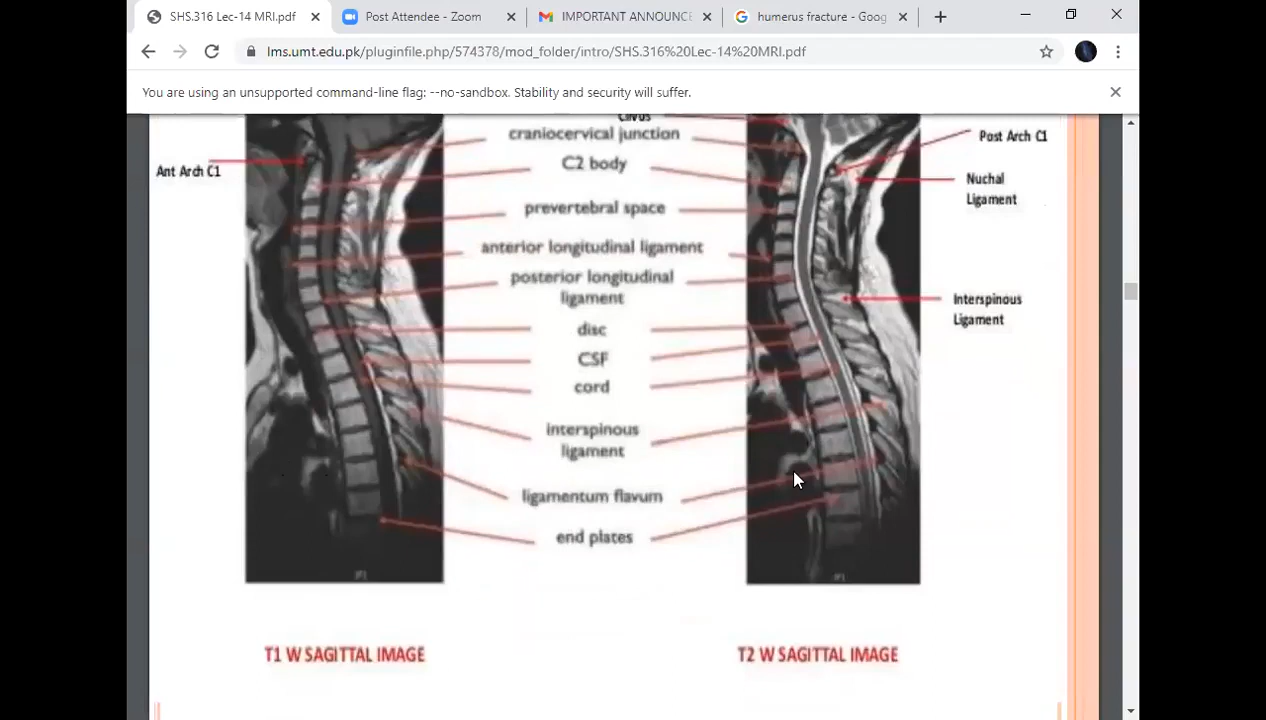 SHS.316 Lec-14 MRI.pdf
Post Attendee - Zoom
IMPORTANT ANNOUNCE
humerus fracture - Goog
lms.umt.edu.pk/pluginfile.php/574378/mod_folder/intro/SHS.316%20Lec-14%20MRI.pdf
You are using an unsupported command-line flag: --no-sandbox. Stability and security will suffer.
Clivus
craniocervical junction
Post Arch C1
Ant Arch C1
C2 body
Nuchal
Ligament
prevertebral space
anterior longitudinal ligament
posterior longitudinal
ligament
Interspinous
Ligament
disc
CSF
cord
interspinous
ligament
ligamentum flavum
end plates
T1 W SAGITTAL IMAGE
T2 W SAGITTAL IMAGE